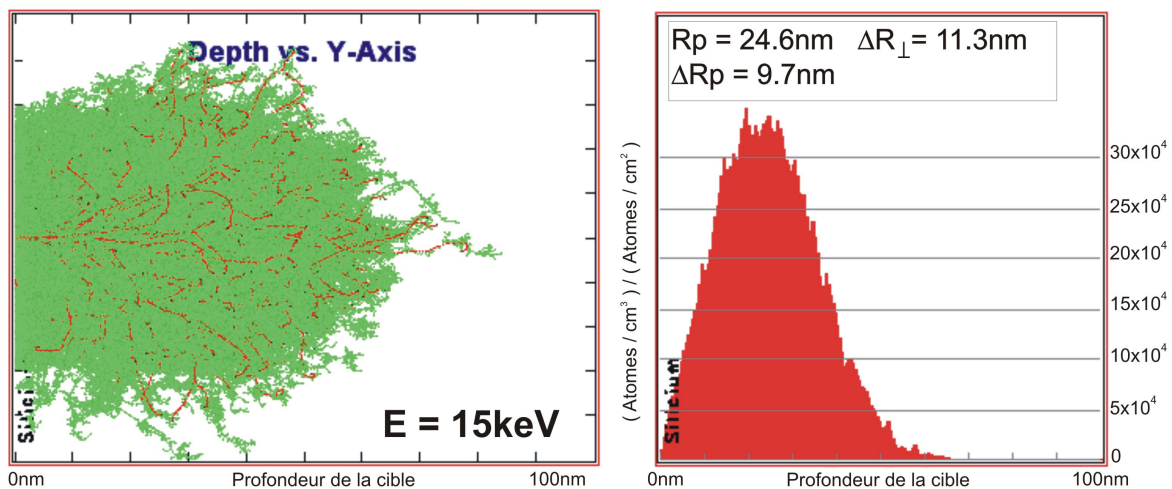 Depth vs. Y-Axis
E = 15keV
0nm
Profondeur de la cible
100nm
Rp = 24.6nm ΔR⊥= 11.3nm
ΔRp = 9.7nm
( Atomes / cm³ ) / ( Atomes / cm² )
30x10⁴
25x10⁴
20x10⁴
15x10⁴
10x10⁴
5x10⁴
0
Silicium
0nm
Profondeur de la cible
100nm